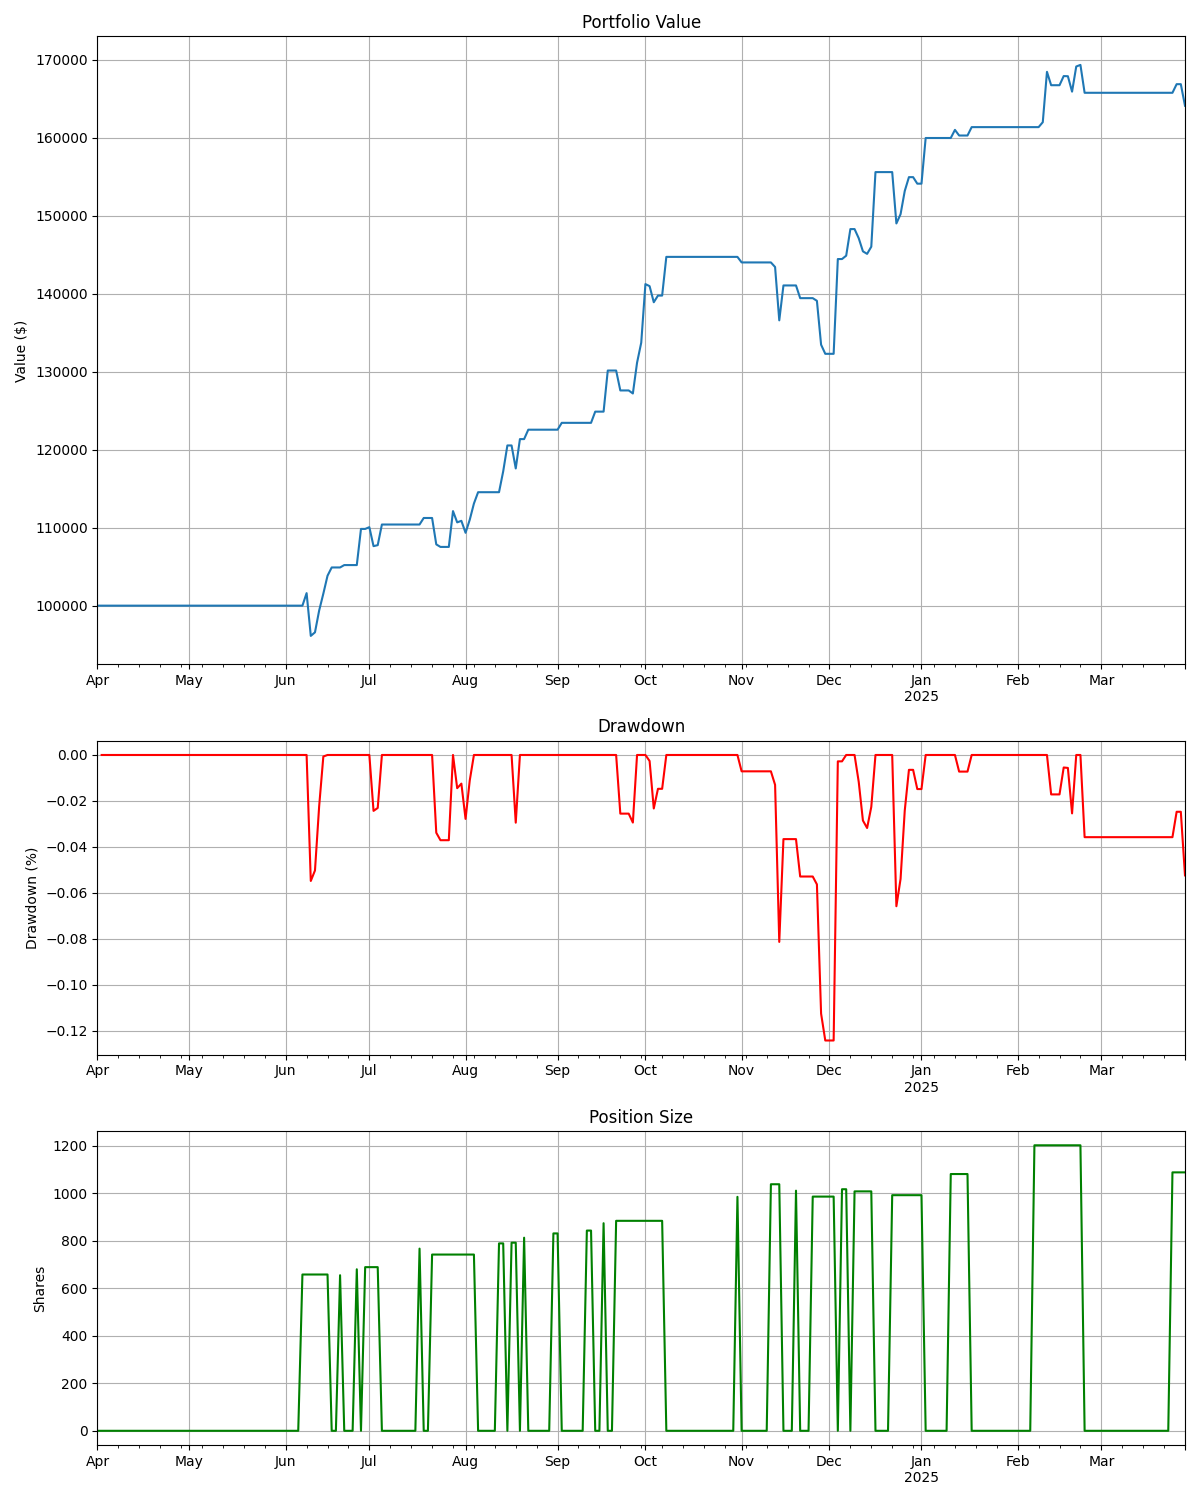 Portfolio Value
170000
160000
150000
140000
130000
120000
110000
100000
Value ($)
Apr May Jun Jul Aug Sep Oct Nov Dec Jan Feb Mar
2025
Drawdown
0.00
−0.02
−0.04
−0.06
−0.08
−0.10
−0.12
Drawdown (%)
Apr May Jun Jul Aug Sep Oct Nov Dec Jan Feb Mar
2025
Position Size
1200
1000
800
600
400
200
0
Shares
Apr May Jun Jul Aug Sep Oct Nov Dec Jan Feb Mar
2025